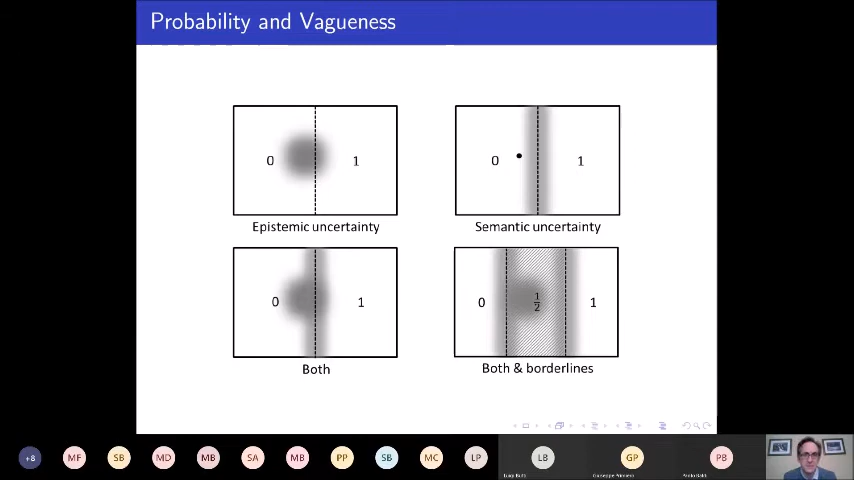 Probability and Vagueness
0 1
0 1
Epistemic uncertainty
Semantic uncertainty
0 1
0 1/2 1
Both
Both & borderlines
+8 MF SB MD MB SA MB PP SB MC LP LB GP PB